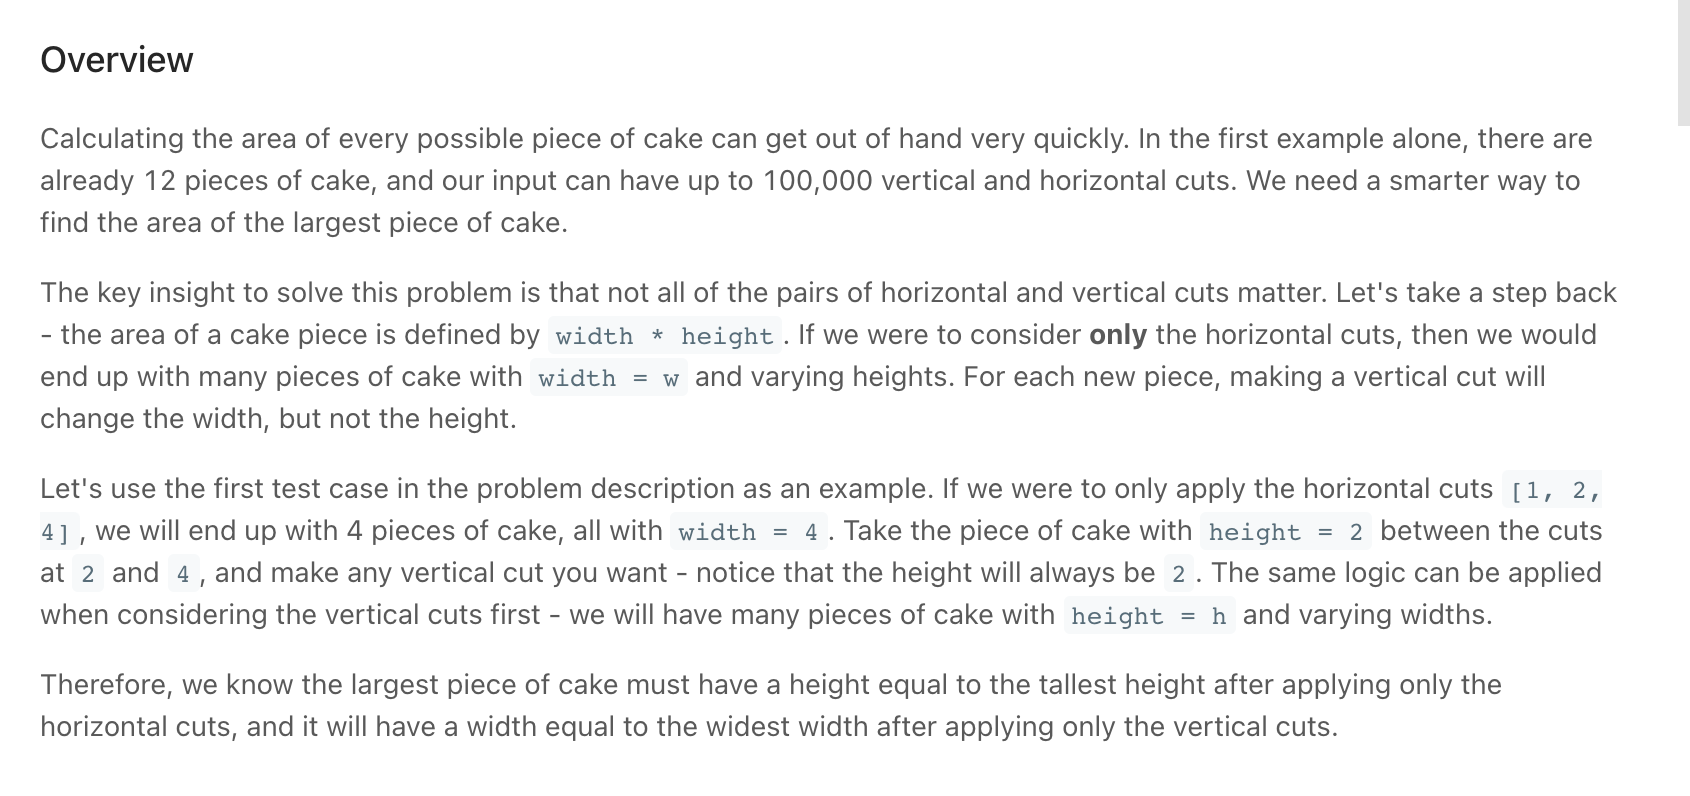 Overview
Calculating the area of every possible piece of cake can get out of hand very quickly. In the first example alone, there are
already 12 pieces of cake, and our input can have up to 100,000 vertical and horizontal cuts. We need a smarter way to
find the area of the largest piece of cake.
The key insight to solve this problem is that not all of the pairs of horizontal and vertical cuts matter. Let's take a step back
- the area of a cake piece is defined by width * height. If we were to consider only the horizontal cuts, then we would
end up with many pieces of cake with width = w and varying heights. For each new piece, making a vertical cut will
change the width, but not the height.
Let's use the first test case in the problem description as an example. If we were to only apply the horizontal cuts [1, 2,
4], we will end up with 4 pieces of cake, all with width = 4. Take the piece of cake with height = 2 between the cuts
at 2 and 4, and make any vertical cut you want - notice that the height will always be 2. The same logic can be applied
when considering the vertical cuts first - we will have many pieces of cake with height = h and varying widths.
Therefore, we know the largest piece of cake must have a height equal to the tallest height after applying only the
horizontal cuts, and it will have a width equal to the widest width after applying only the vertical cuts.